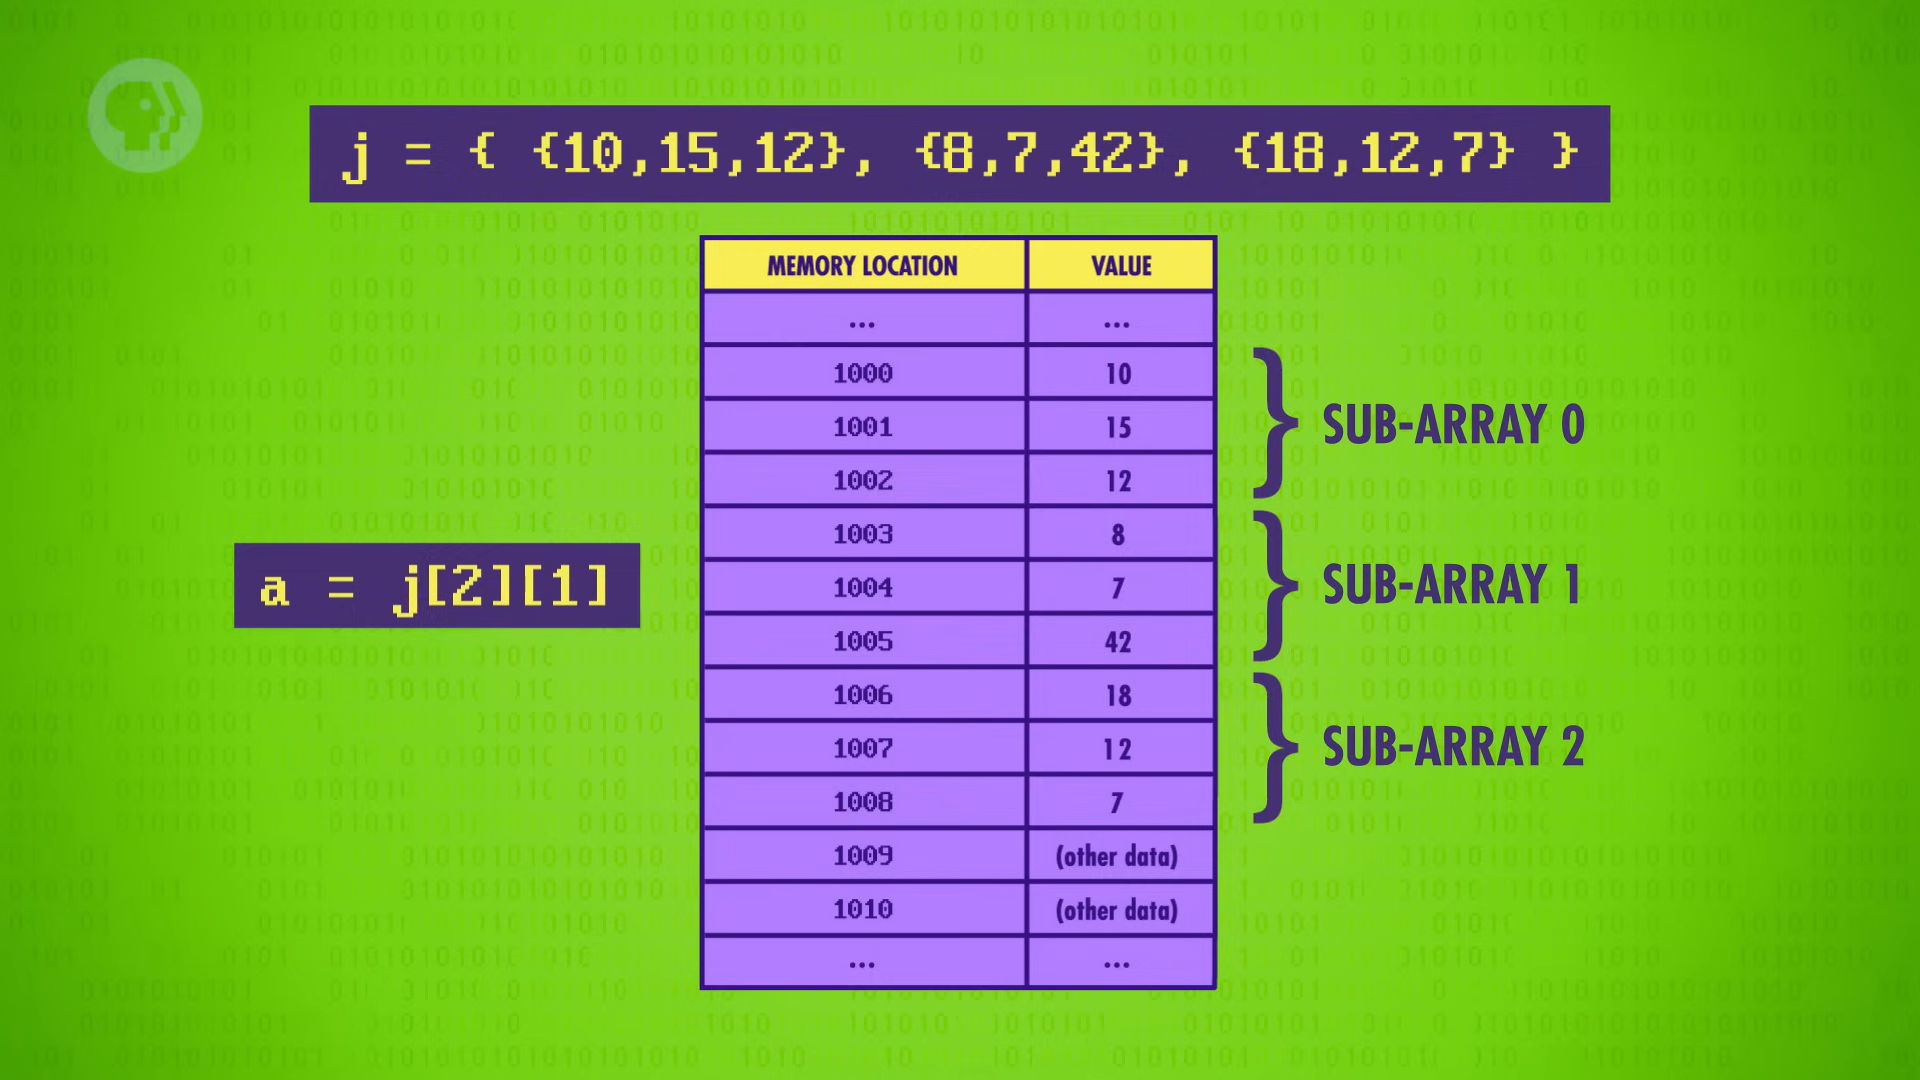 j = { {10,15,12}, {8,7,42}, {18,12,7} }
MEMORY LOCATION VALUE
... ...
1000 10
1001 15
1002 12
SUB-ARRAY 0
1003 8
1004 7
1005 42
SUB-ARRAY 1
a = j[2][1]
1006 18
1007 12
1008 7
SUB-ARRAY 2
1009 (other data)
1010 (other data)
... ...